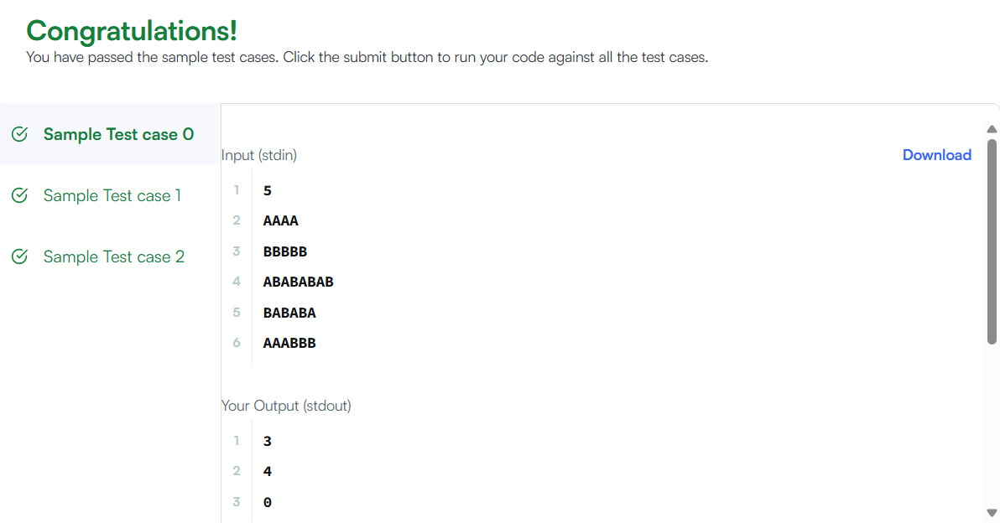 Congratulations!
You have passed the sample test cases. Click the submit button to run your code against all the test cases.
Sample Test case 0
Sample Test case 1
Sample Test case 2
Input (stdin)
Download
1 5
2 AAAA
3 BBBBB
4 ABABABAB
5 BABABA
6 AAABBB
Your Output (stdout)
1 3
2 4
3 0